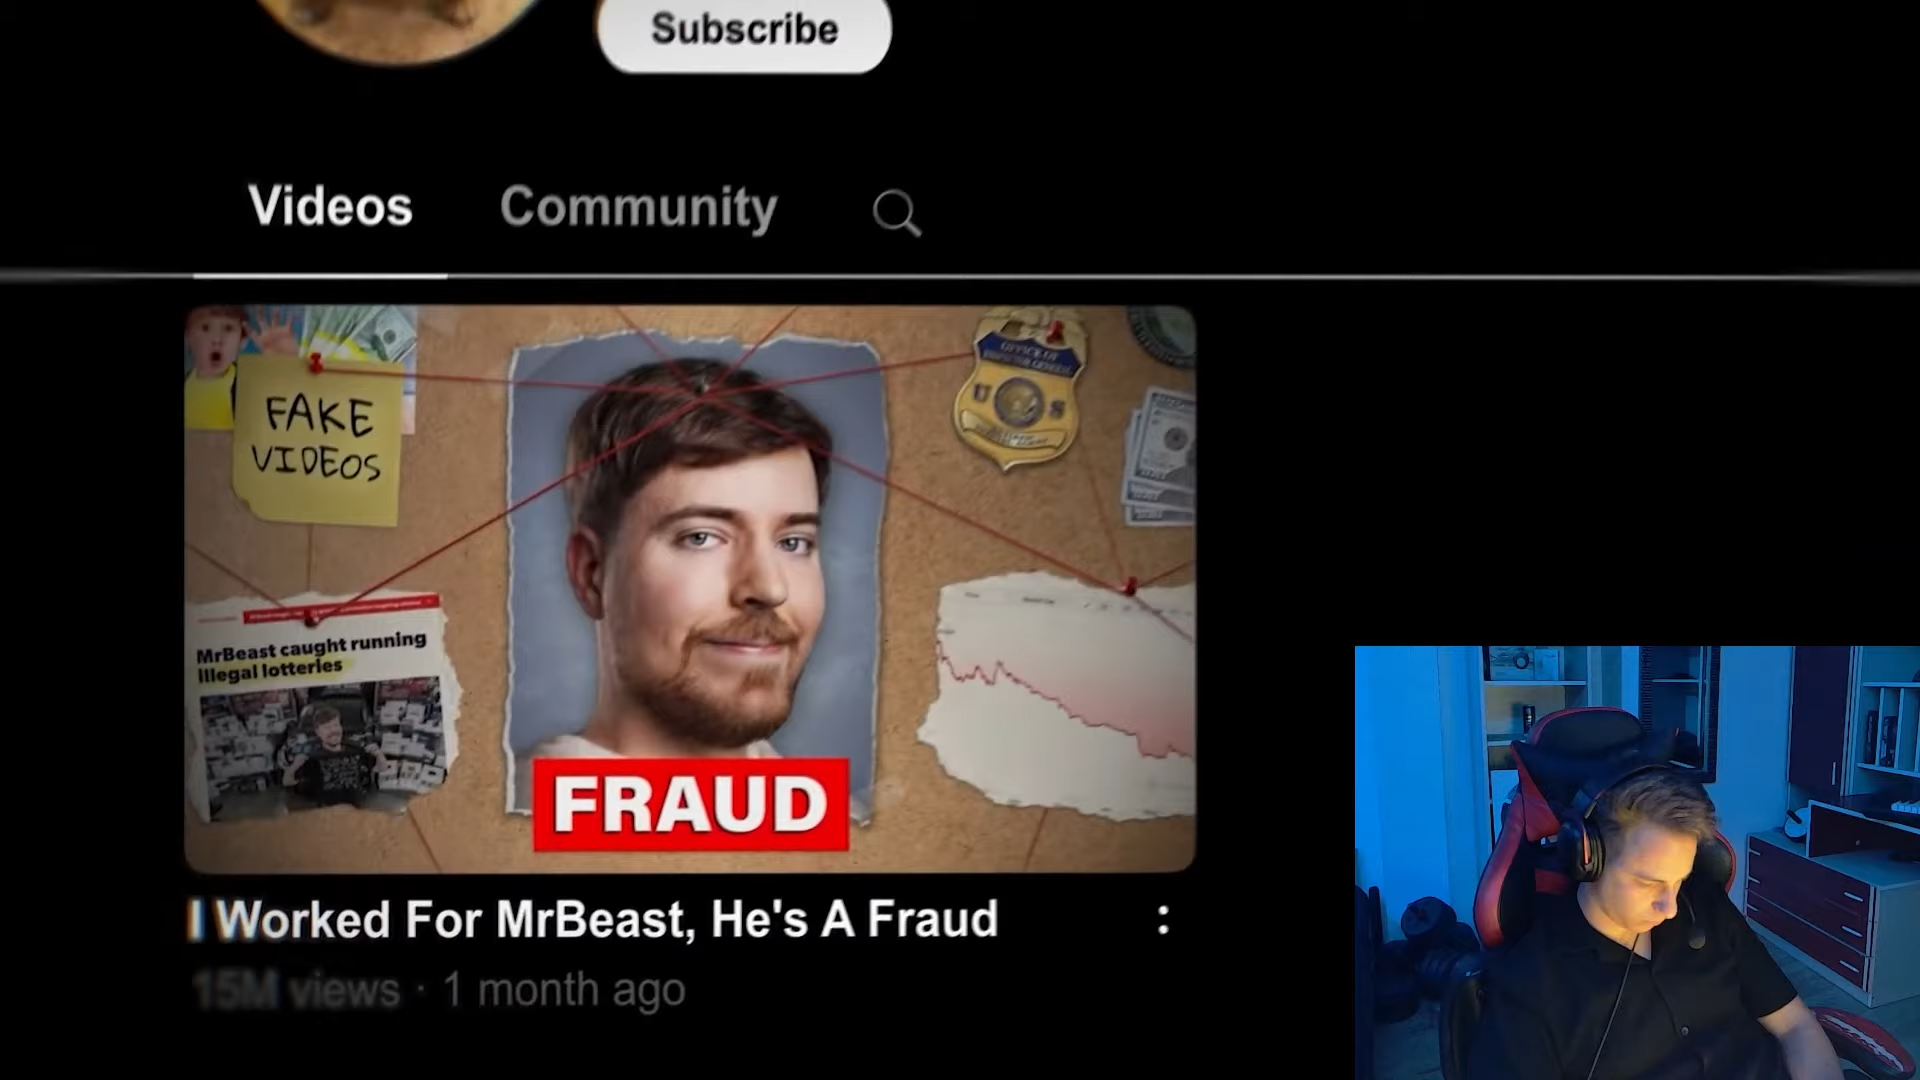 Subscribe
Videos
Community
FAKE
VIDEOS
U S
MrBeast caught running
illegal lotteries
FRAUD
I Worked For MrBeast, He's A Fraud
15M views · 1 month ago